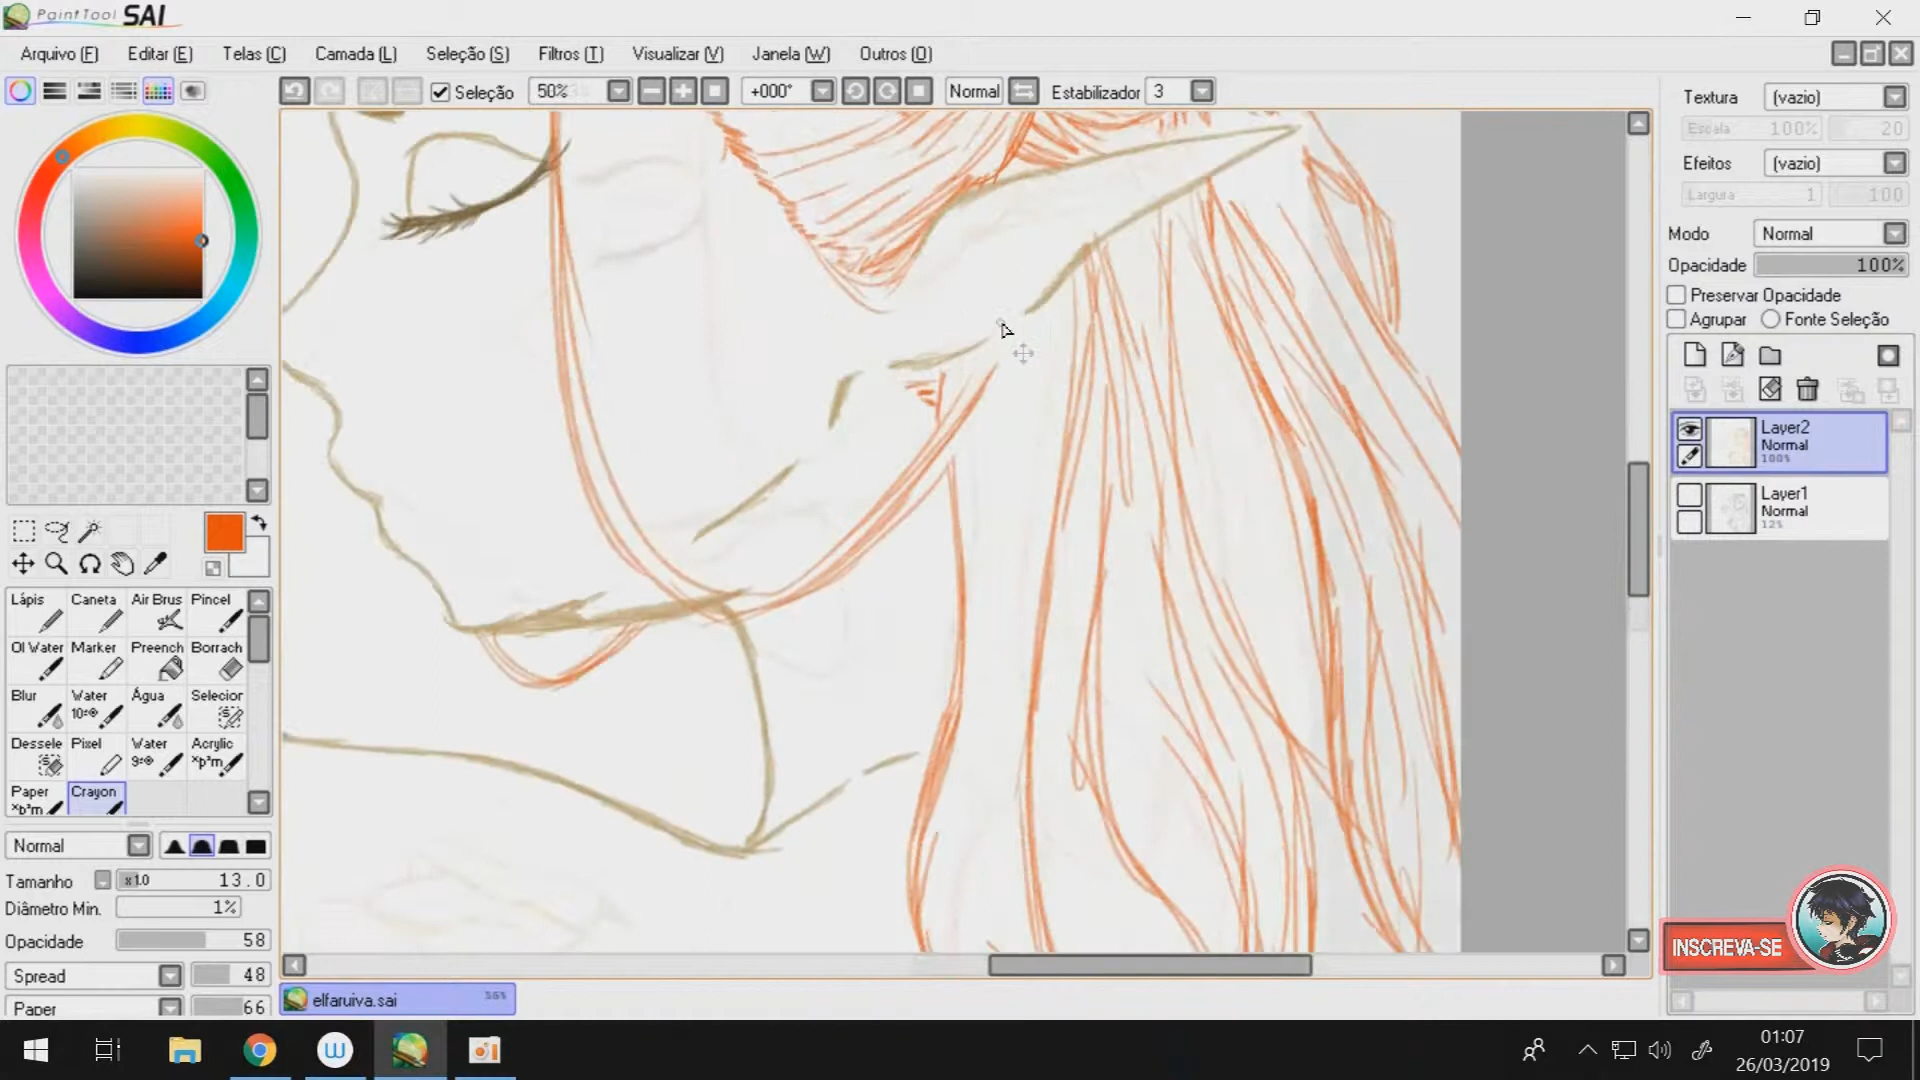 PaintTool SAI
Arquivo (F) Editar (E) Telas (C) Camada (L) Seleção (S) Filtros (T) Visualizar (V) Janela (W) Outros (O)
Seleção 50% +000° Normal Estabilizador 3
Textura (vazio)
Escala 100% 20
Efeitos (vazio)
Largura 1 100
Modo Normal
Opacidade 100%
Preservar Opacidade
Agrupar Fonte Seleção
Layer2
Normal
100%
Layer1
Normal
12%
Lápis Caneta Air Brus Pincel
Ol Water Marker Preench Borrach
Blur Water Água Selecior
Dessele Pixel Water Acrylic
Paper Crayon
Normal
Tamanho x1.0 13.0
Diâmetro Min. 1%
Opacidade 58
Spread 48
Paper 66
elfaruiva.sai
INSCREVA-SE
01:07
26/03/2019